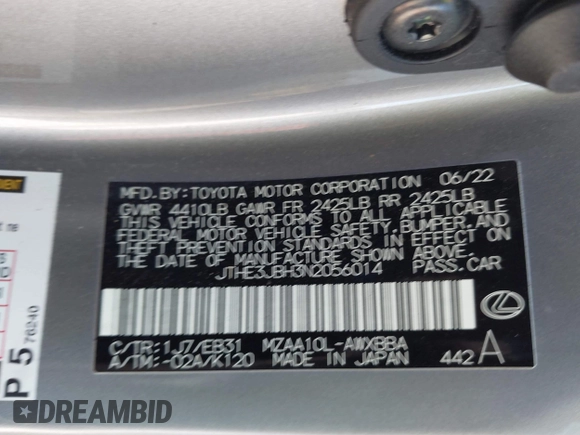 MFD. BY: TOYOTA MOTOR CORPORATION 06/22
GVWR 4410LB GAWR FR 2425LB RR 2425LB
THIS VEHICLE CONFORMS TO ALL APPLICABLE
FEDERAL MOTOR VEHICLE SAFETY, BUMPER, AND
THEFT PREVENTION STANDARDS IN EFFECT ON
THE DATE OF MANUFACTURE SHOWN ABOVE.
JTHE3JBH3N2056014 PASS. CAR
C/TR: 1J7/EB31 MZAA10L-AWXBBA
A/TM: -02A/K120 MADE IN JAPAN 442 A
P 5 76240
DREAMBID